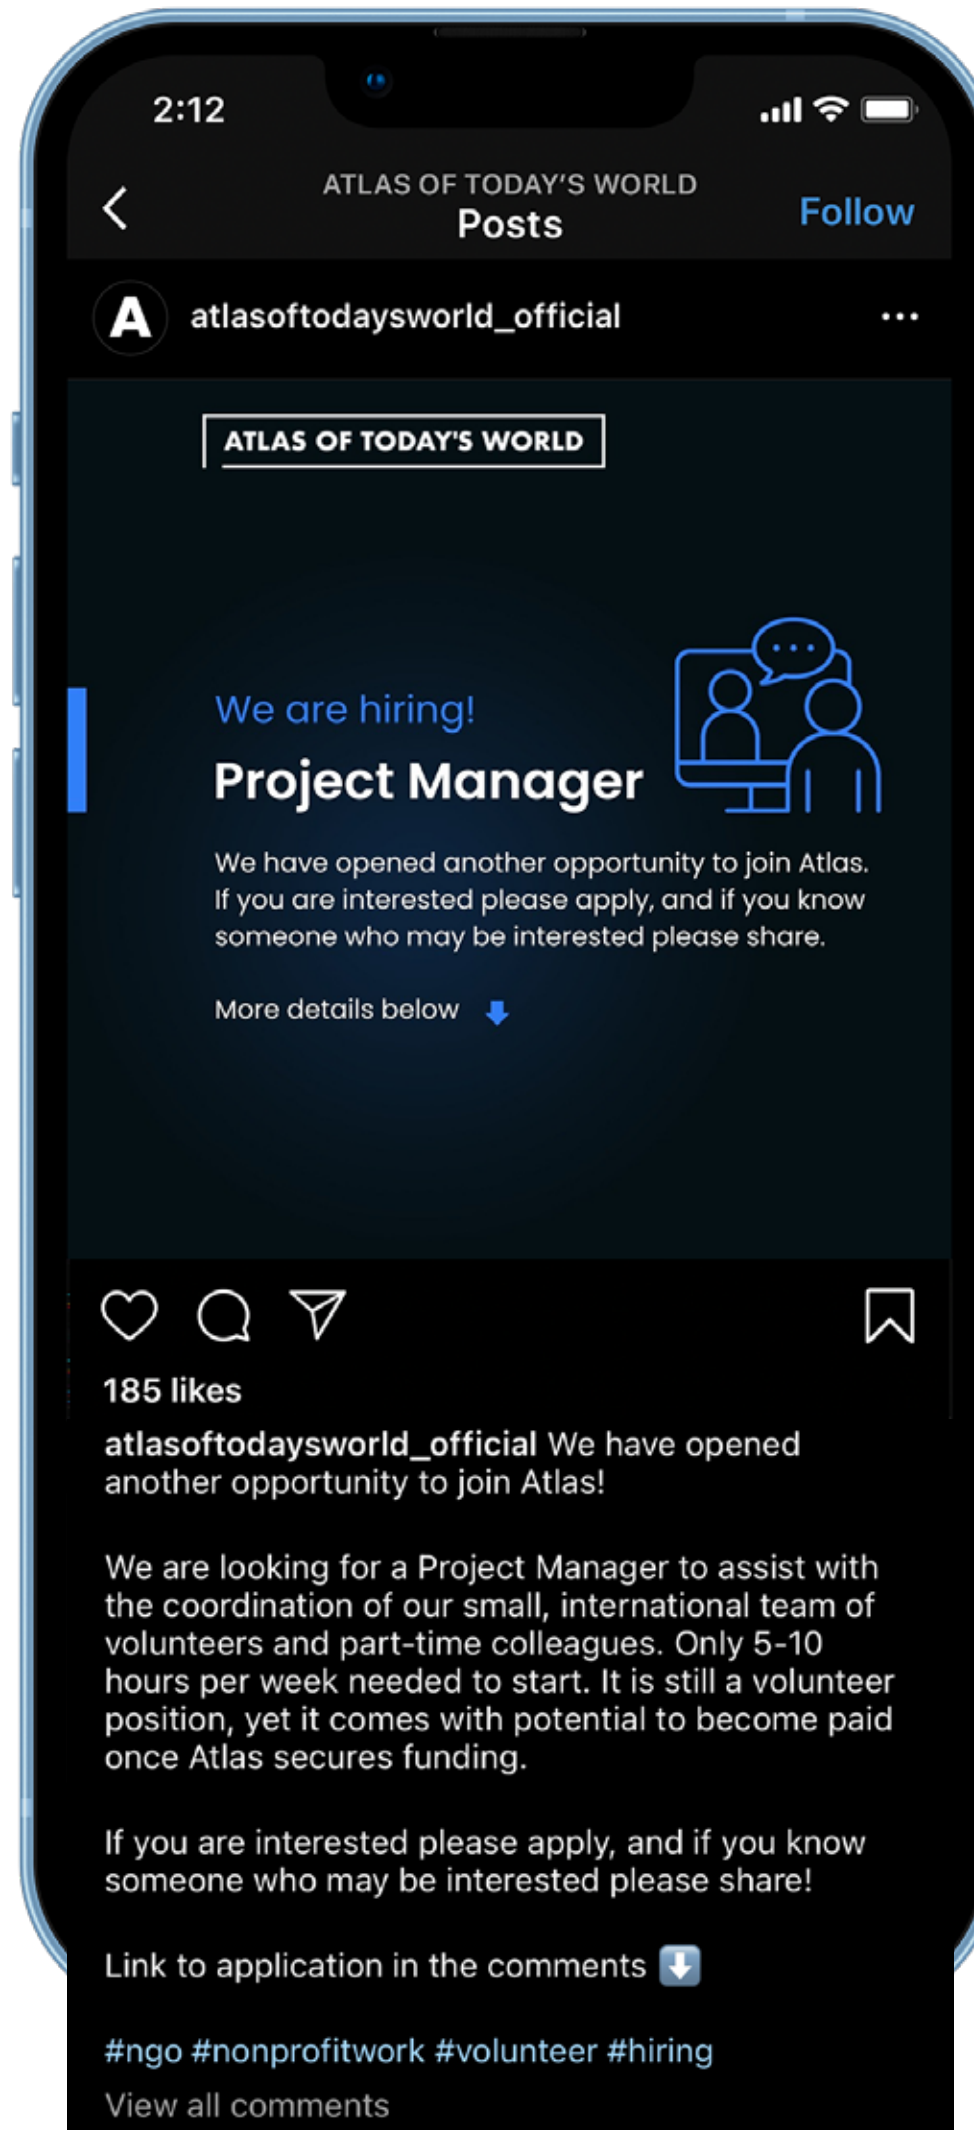 2:12
ATLAS OF TODAY'S WORLD
Posts
Follow
A
atlasoftodaysworld_official
ATLAS OF TODAY'S WORLD
We are hiring!
Project Manager
We have opened another opportunity to join Atlas.
If you are interested please apply, and if you know
someone who may be interested please share.
More details below
185 likes
atlasoftodaysworld_official We have opened
another opportunity to join Atlas!
We are looking for a Project Manager to assist with
the coordination of our small, international team of
volunteers and part-time colleagues. Only 5-10
hours per week needed to start. It is still a volunteer
position, yet it comes with potential to become paid
once Atlas secures funding.
If you are interested please apply, and if you know
someone who may be interested please share!
Link to application in the comments ⬇️
#ngo #nonprofitwork #volunteer #hiring
View all comments